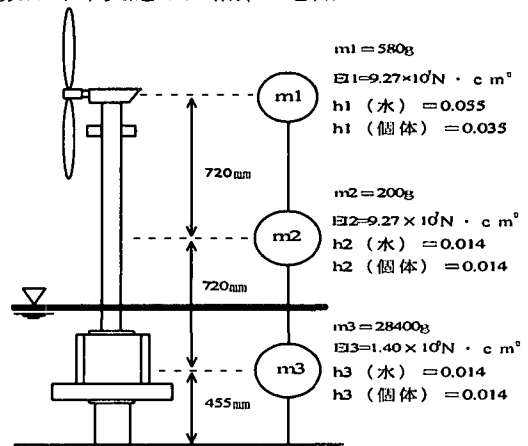 m1=580g
EI1=9.27×10⁷N・cm²
h1（水）=0.055
h1（個体）=0.035
m1
720mm
m2=200g
EI2=9.27×10⁷N・cm²
h2（水）=0.014
h2（個体）=0.014
m2
720mm
m3=28400g
EI3=1.40×10⁹N・cm²
h3（水）=0.014
h3（個体）=0.014
m3
455mm